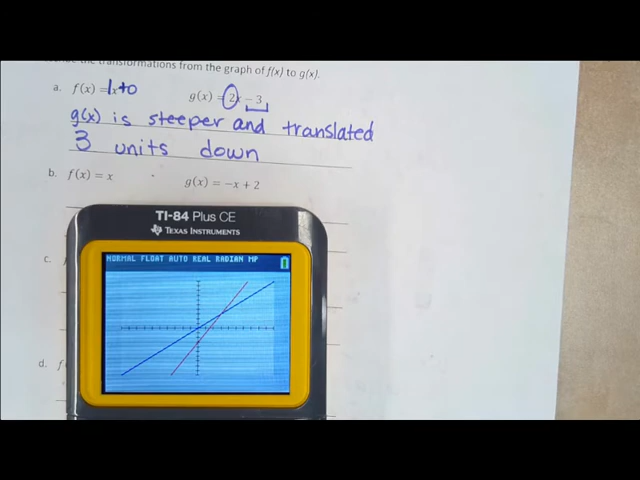 the transformations from the graph of f(x) to g(x).
a. f(x) = 1x+0 g(x) = 2x − 3
g(x) is steeper and translated
3 units down
b. f(x) = x g(x) = −x + 2
TI-84 Plus CE
TEXAS INSTRUMENTS
c.
NORMAL FLOAT AUTO REAL RADIAN MP
d. f